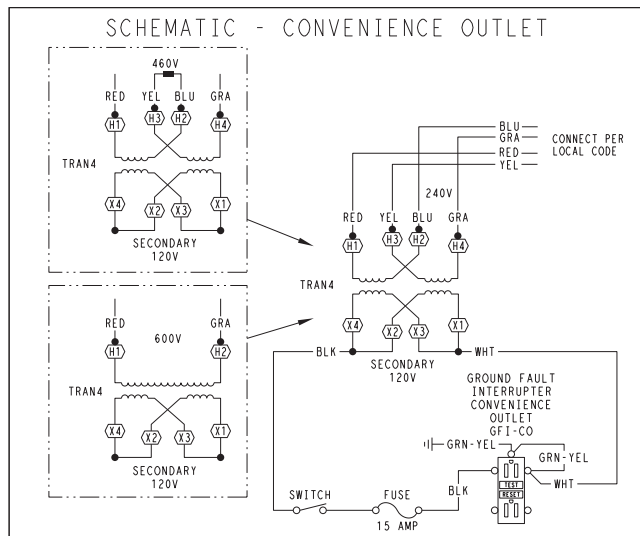 SCHEMATIC - CONVENIENCE OUTLET
460V
RED YEL BLU GRA
H1 H3 H2 H4
TRAN4
X4 X2 X3 X1
SECONDARY
120V
RED GRA
600V
H1 H2
TRAN4
X4 X2 X3 X1
SECONDARY
120V
BLU
GRA
RED
YEL
CONNECT PER
LOCAL CODE
240V
RED YEL BLU GRA
H1 H3 H2 H4
TRAN4
X4 X2 X3 X1
BLK WHT
SECONDARY
120V
GROUND FAULT
INTERRUPTER
CONVENIENCE
OUTLET
GFI-CO
GRN-YEL
GRN-YEL
WHT
TEST
RESET
BLK
SWITCH
FUSE
15 AMP